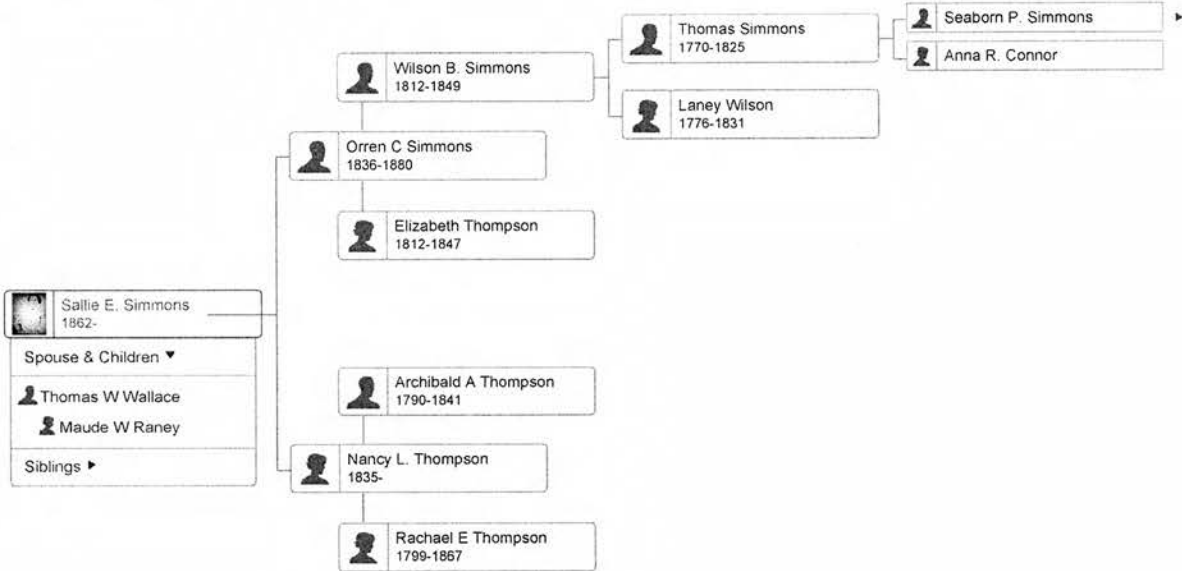 Seaborn P. Simmons
Thomas Simmons
1770-1825
Anna R. Connor
Wilson B. Simmons
1812-1849
Laney Wilson
1776-1831
Orren C Simmons
1836-1880
Elizabeth Thompson
1812-1847
Sallie E. Simmons
1862-
Spouse & Children
Thomas W Wallace
Maude W Raney
Siblings
Archibald A Thompson
1790-1841
Nancy L. Thompson
1835-
Rachael E Thompson
1799-1867